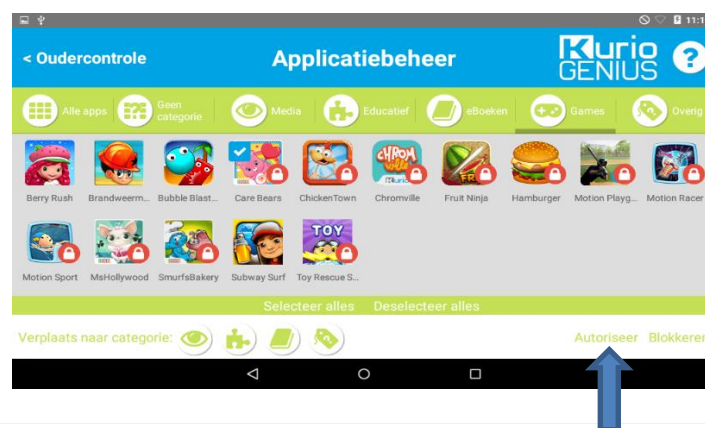 11:1
< Oudercontrole Applicatiebeheer Kurio GENIUS ?
Alle apps Geen categorie Media Educatief eBoeken Games Overig
Berry Rush Brandweerm... Bubble Blast... Care Bears ChickenTown Chromville Fruit Ninja Hamburger Motion Playg... Motion Racer
Motion Sport MsHollywood SmurfsBakery Subway Surf Toy Rescue S...
Selecteer alles Deselecteer alles
Verplaats naar categorie: Autoriseer Blokkeren